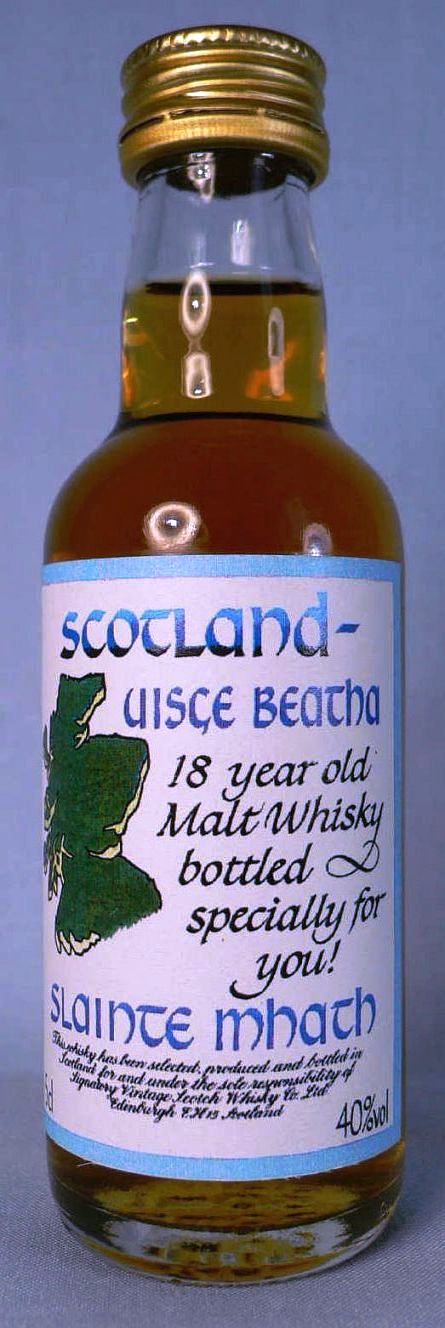 SCOTLAND-
UISGE BEATHA
18 year old
Malt Whisky
bottled
specially for
you!
SLAINTE MHATH
This whisky has been selected, produced and bottled in
Scotland for and under the sole responsibility of
Signatory Vintage Scotch Whisky Co. Ltd
Edinburgh EH15 Scotland
5cl
40%vol